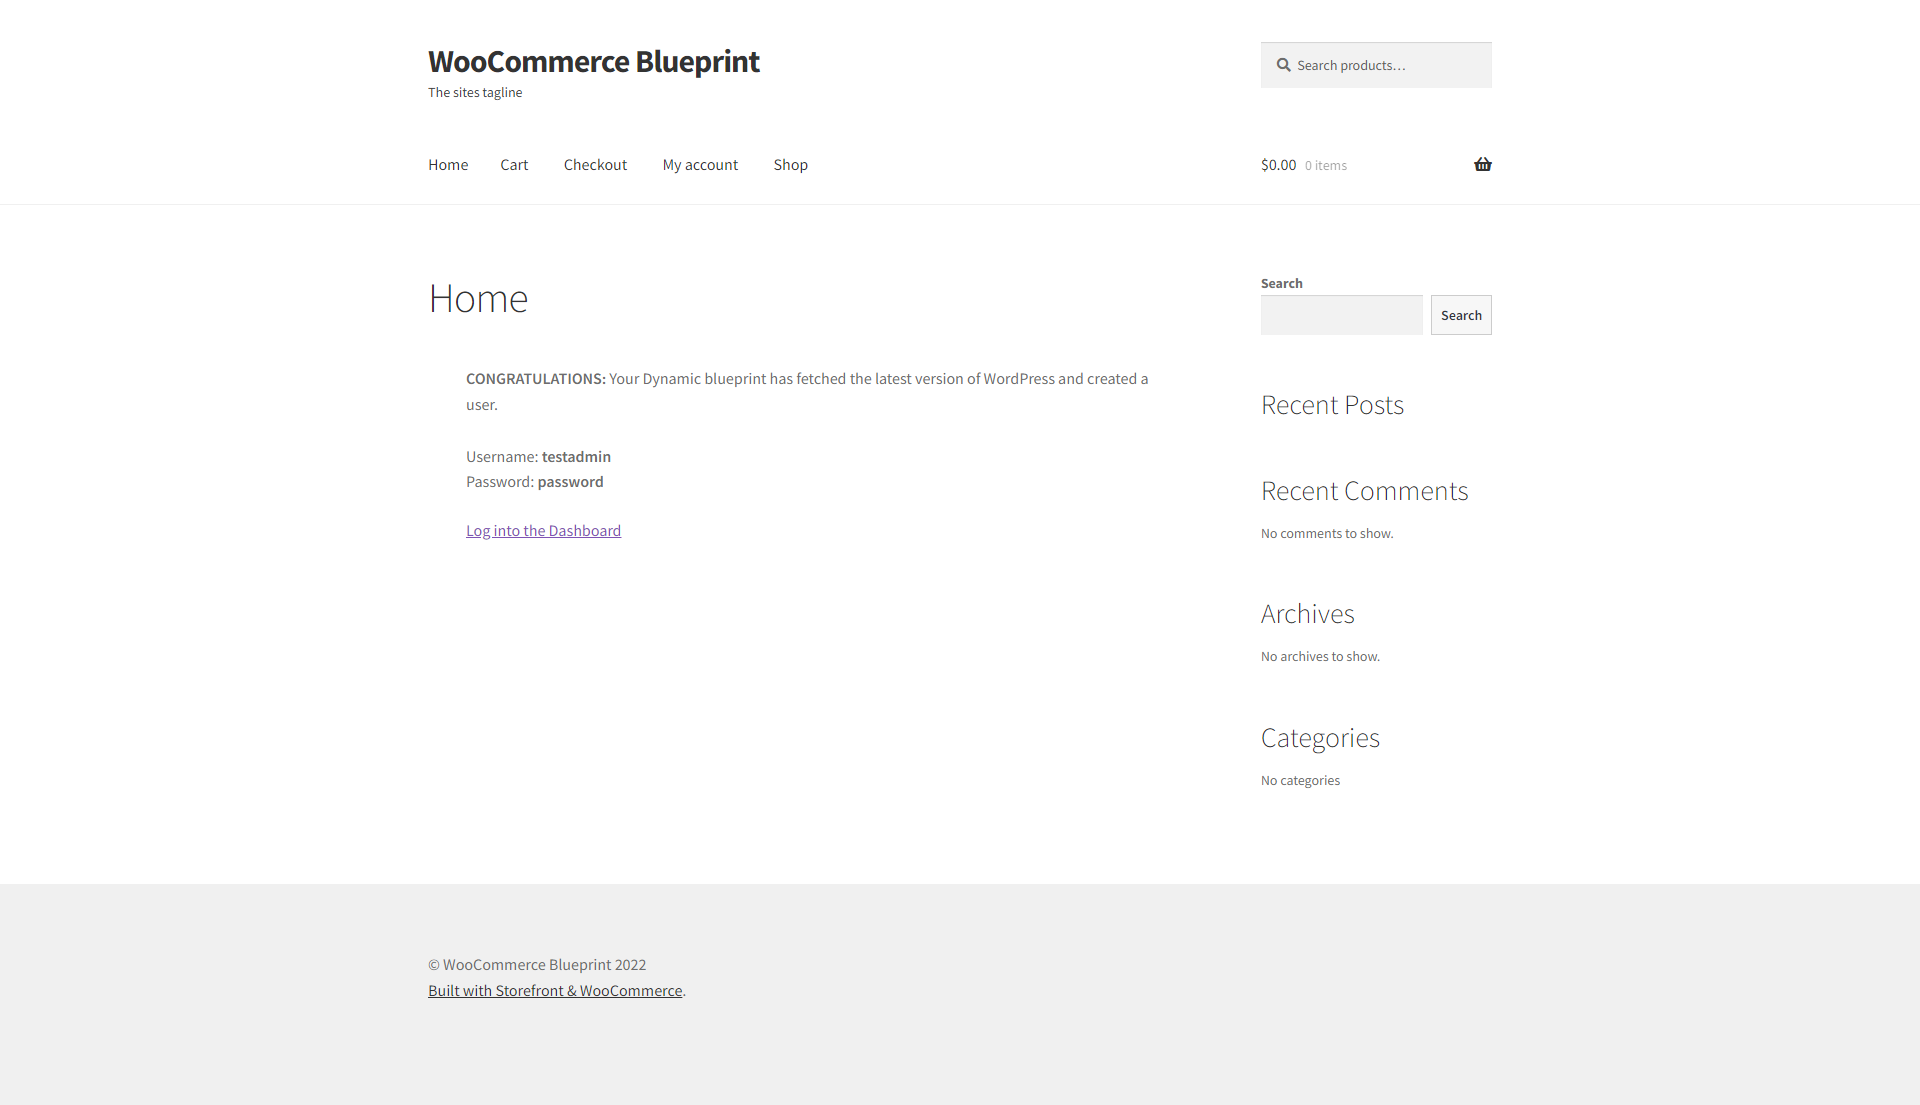 WooCommerce Blueprint
The sites tagline
Search products…
Home
Cart
Checkout
My account
Shop
$0.00 0 items
Home
CONGRATULATIONS: Your Dynamic blueprint has fetched the latest version of WordPress and created a
user.
Username: testadmin
Password: password
Log into the Dashboard
Search
Search
Recent Posts
Recent Comments
No comments to show.
Archives
No archives to show.
Categories
No categories
© WooCommerce Blueprint 2022
Built with Storefront & WooCommerce.